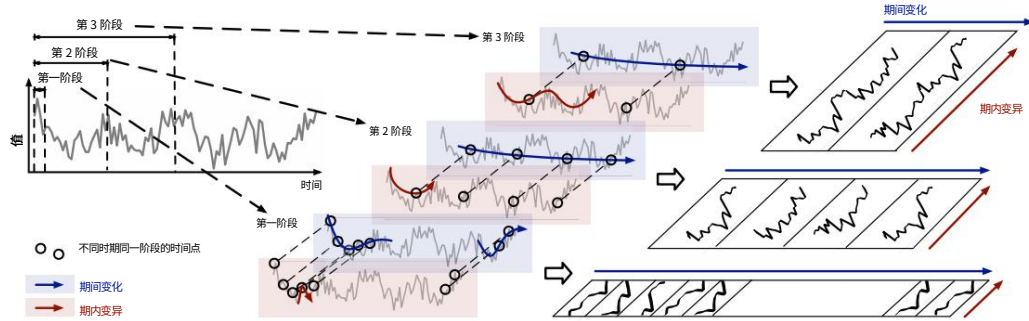 第 3 阶段
第 2 阶段
第一阶段
值
时间
不同时期同一阶段的时间点
期间变化
期内变异
第 3 阶段
第 2 阶段
第一阶段
期间变化
期内变异